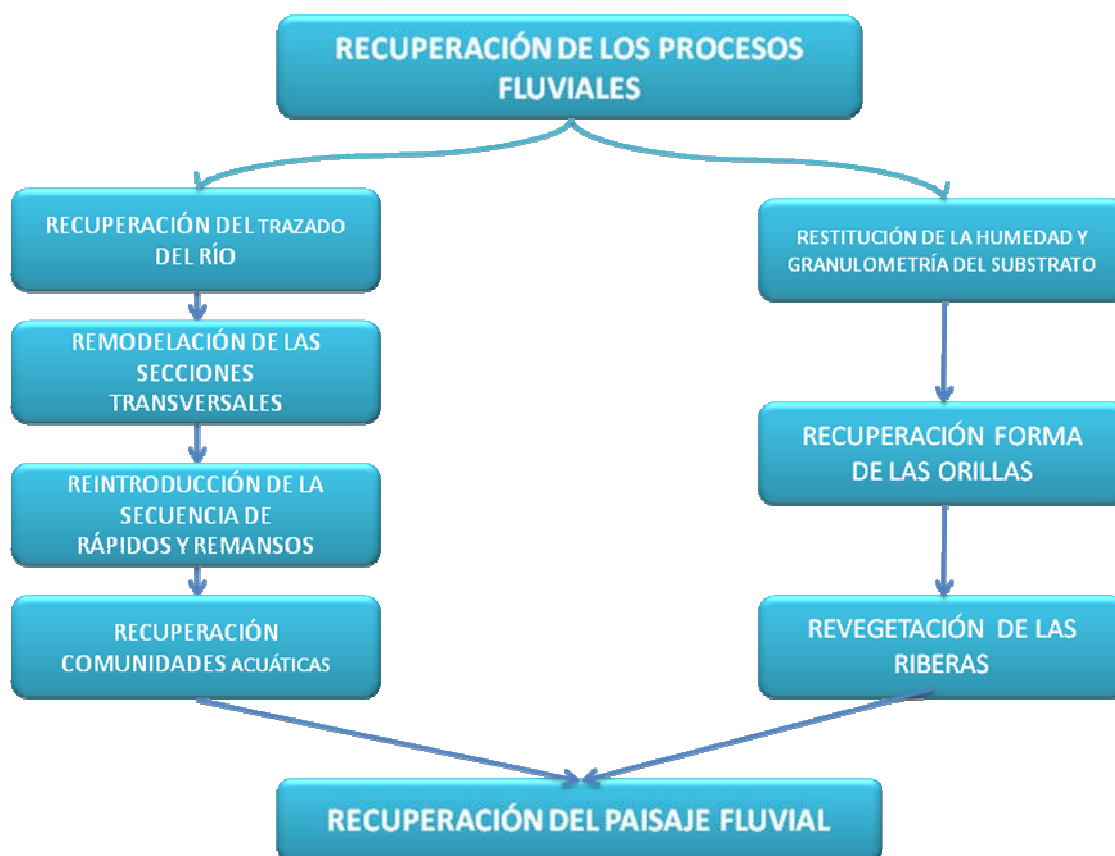 RECUPERACIÓN DE LOS PROCESOS
FLUVIALES
RECUPERACIÓN DEL TRAZADO
DEL RÍO
REMODELACIÓN DE LAS
SECCIONES
TRANSVERSALES
REINTRODUCCIÓN DE LA
SECUENCIA DE
RÁPIDOS Y REMANSOS
RECUPERACIÓN
COMUNIDADES ACUÁTICAS
RESTITUCIÓN DE LA HUMEDAD Y
GRANULOMETRÍA DEL SUBSTRATO
RECUPERACIÓN FORMA
DE LAS ORILLAS
REVEGETACIÓN DE LAS
RIBERAS
RECUPERACIÓN DEL PAISAJE FLUVIAL